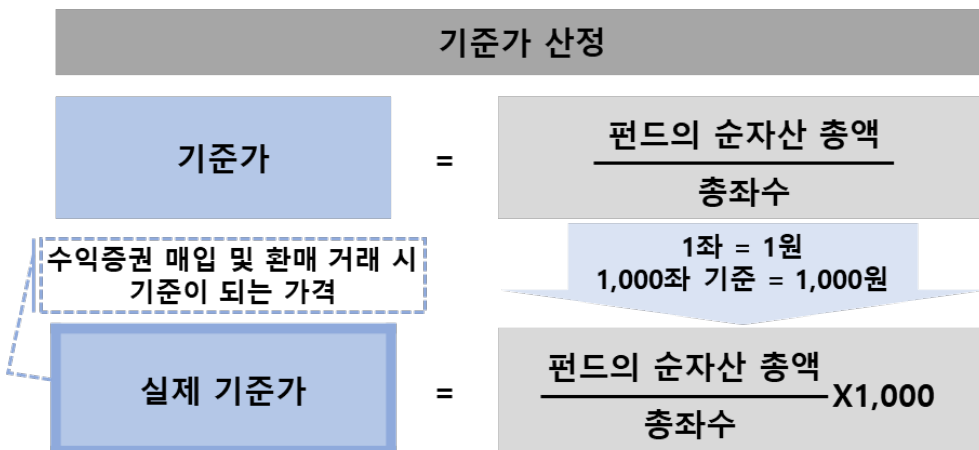 기준가 산정
기준가
=
펀드의 순자산 총액
총좌수
수익증권 매입 및 환매 거래 시
기준이 되는 가격
1좌 = 1원
1,000좌 기준 = 1,000원
실제 기준가
=
펀드의 순자산 총액
총좌수
X1,000